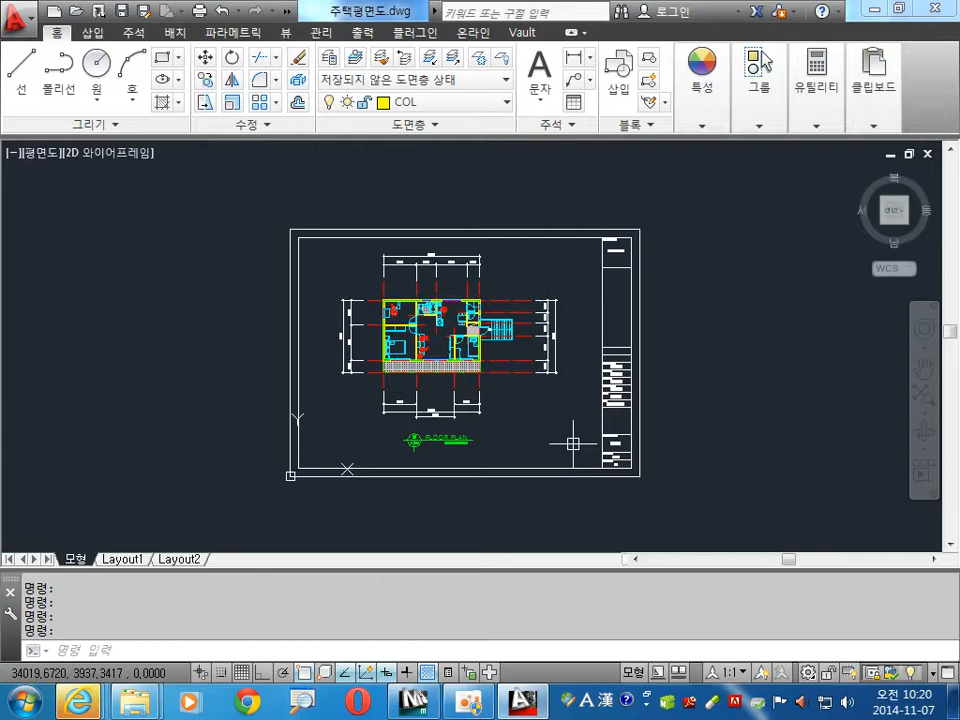 주택평면도.dwg
키워드 또는 구절 입력
로그인
홈 삽입 주석 배치 파라메트릭 뷰 관리 출력 플러그인 온라인 Vault
저장되지 않은 도면층 상태
COL
선 폴리선 원 호 문자 삽입 특성 그룹 유틸리티 클립보드
그리기 수정 도면층 주석 블록
[−][평면도][2D 와이어프레임]
북
서 동
남
WCS
FLOOR PLAN
Y
X
모형 Layout1 Layout2
명령:
명령:
명령:
명령:
명령 입력
34019,6720, 3937,3417 , 0,0000
모형
1:1
A 漢
오전 10:20
2014-11-07